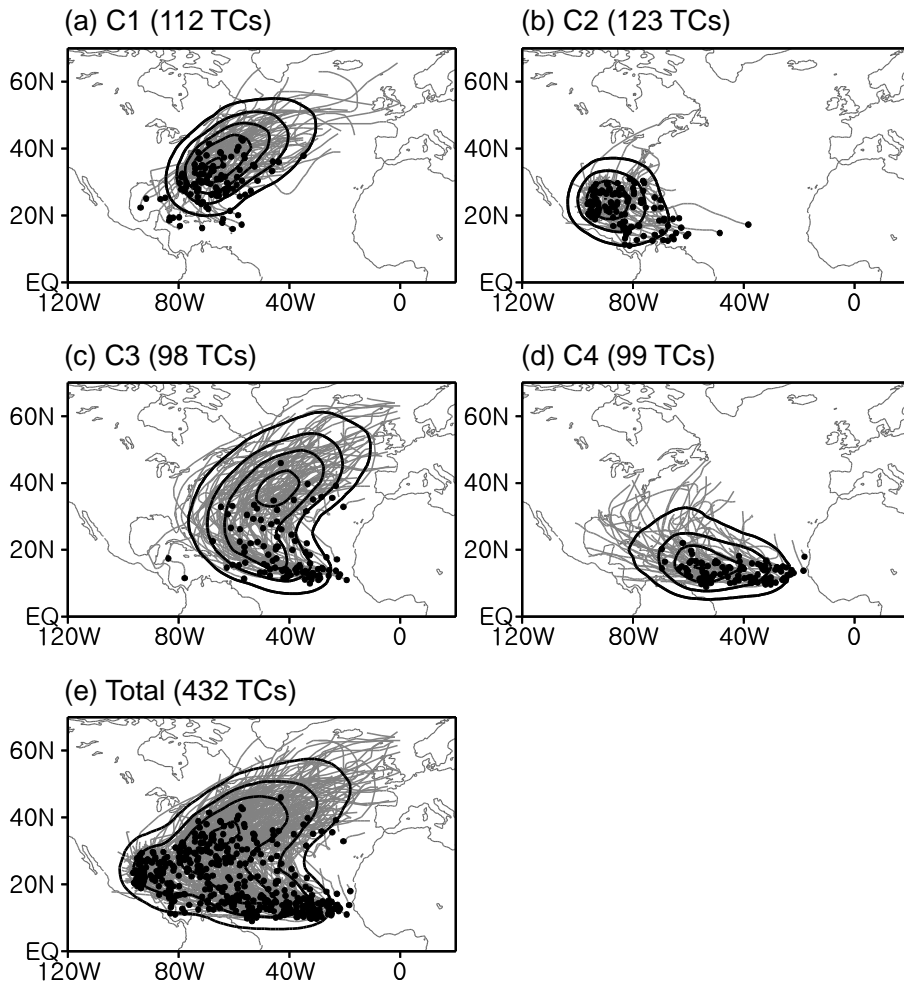 (a) C1 (112 TCs)
60N
40N
20N
EQ
120W 80W 40W 0
(b) C2 (123 TCs)
60N
40N
20N
EQ
120W 80W 40W 0
(c) C3 (98 TCs)
60N
40N
20N
EQ
120W 80W 40W 0
(d) C4 (99 TCs)
60N
40N
20N
EQ
120W 80W 40W 0
(e) Total (432 TCs)
60N
40N
20N
EQ
120W 80W 40W 0